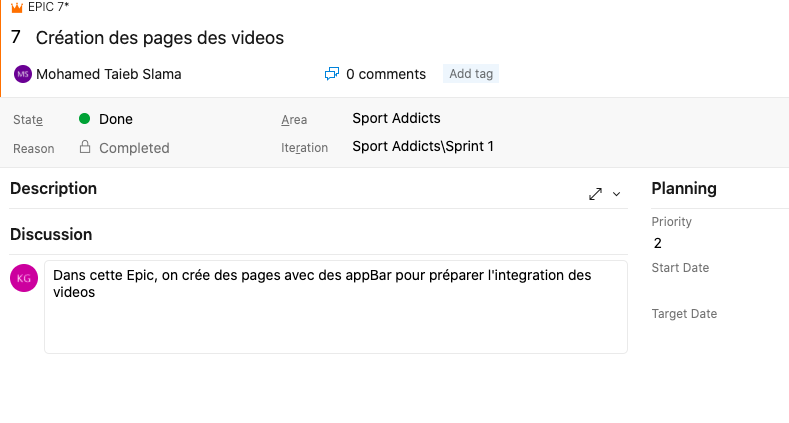 EPIC 7*
7 Création des pages des videos
MS Mohamed Taieb Slama 0 comments Add tag
State Done Area Sport Addicts
Reason Completed Iteration Sport Addicts\Sprint 1
Description Planning
Priority
2
Discussion
Start Date
KG Dans cette Epic, on crée des pages avec des appBar pour préparer l'integration des
videos
Target Date